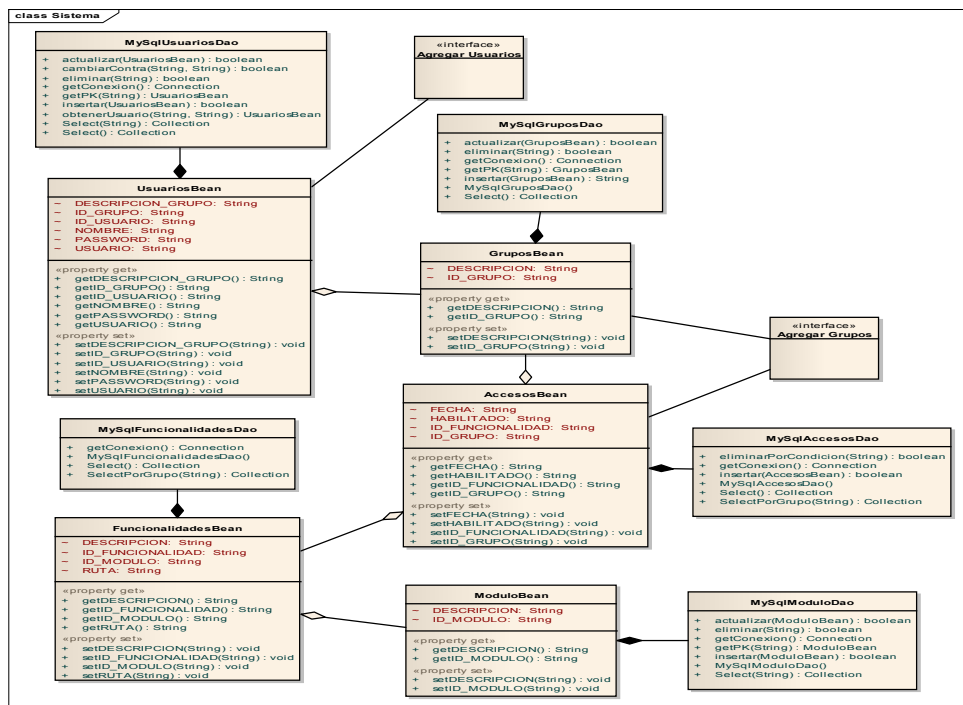 class Sistema
MySqlUsuariosDao
+ actualizar(UsuariosBean) : boolean
+ cambiarContra(String, String) : boolean
+ eliminar(String) : boolean
+ getConexion() : Connection
+ getPK(String) : UsuariosBean
+ insertar(UsuariosBean) : boolean
+ obtenerUsuario(String, String) : UsuariosBean
+ Select(String) : Collection
+ Select() : Collection
«interface»
Agregar Usuarios
MySqlGruposDao
+ actualizar(GruposBean) : boolean
+ eliminar(String) : boolean
+ getConexion() : Connection
+ getPK(String) : GruposBean
+ insertar(GruposBean) : String
+ MySqlGruposDao()
+ Select() : Collection
UsuariosBean
~ DESCRIPCION_GRUPO: String
~ ID_GRUPO: String
~ ID_USUARIO: String
~ NOMBRE: String
~ PASSWORD: String
~ USUARIO: String
«property get»
+ getDESCRIPCION_GRUPO() : String
+ getID_GRUPO() : String
+ getID_USUARIO() : String
+ getNOMBRE() : String
+ getPASSWORD() : String
+ getUSUARIO() : String
«property set»
+ setDESCRIPCION_GRUPO(String) : void
+ setID_GRUPO(String) : void
+ setID_USUARIO(String) : void
+ setNOMBRE(String) : void
+ setPASSWORD(String) : void
+ setUSUARIO(String) : void
GruposBean
~ DESCRIPCION: String
~ ID_GRUPO: String
«property get»
+ getDESCRIPCION() : String
+ getID_GRUPO() : String
«property set»
+ setDESCRIPCION(String) : void
+ setID_GRUPO(String) : void
«interface»
Agregar Grupos
AccesosBean
~ FECHA: String
~ HABILITADO: String
~ ID_FUNCIONALIDAD: String
~ ID_GRUPO: String
«property get»
+ getFECHA() : String
+ getHABILITADO() : String
+ getID_FUNCIONALIDAD() : String
+ getID_GRUPO() : String
«property set»
+ setFECHA(String) : void
+ setHABILITADO(String) : void
+ setID_FUNCIONALIDAD(String) : void
+ setID_GRUPO(String) : void
MySqlFuncionalidadesDao
+ getConexion() : Connection
+ MySqlFuncionalidadesDao()
+ Select() : Collection
+ SelectPorGrupo(String) : Collection
MySqlAccesosDao
+ eliminarPorCondicion(String) : boolean
+ getConexion() : Connection
+ insertar(AccesosBean) : boolean
+ MySqlAccesosDao()
+ Select() : Collection
+ SelectPorGrupo(String) : Collection
FuncionalidadesBean
~ DESCRIPCION: String
~ ID_FUNCIONALIDAD: String
~ ID_MODULO: String
~ RUTA: String
«property get»
+ getDESCRIPCION() : String
+ getID_FUNCIONALIDAD() : String
+ getID_MODULO() : String
+ getRUTA() : String
«property set»
+ setDESCRIPCION(String) : void
+ setID_FUNCIONALIDAD(String) : void
+ setID_MODULO(String) : void
+ setRUTA(String) : void
ModuloBean
~ DESCRIPCION: String
~ ID_MODULO: String
«property get»
+ getDESCRIPCION() : String
+ getID_MODULO() : String
«property set»
+ setDESCRIPCION(String) : void
+ setID_MODULO(String) : void
MySqlModuloDao
+ actualizar(ModuloBean) : boolean
+ eliminar(String) : boolean
+ getConexion() : Connection
+ getPK(String) : ModuloBean
+ insertar(ModuloBean) : boolean
+ MySqlModuloDao()
+ Select(String) : Collection